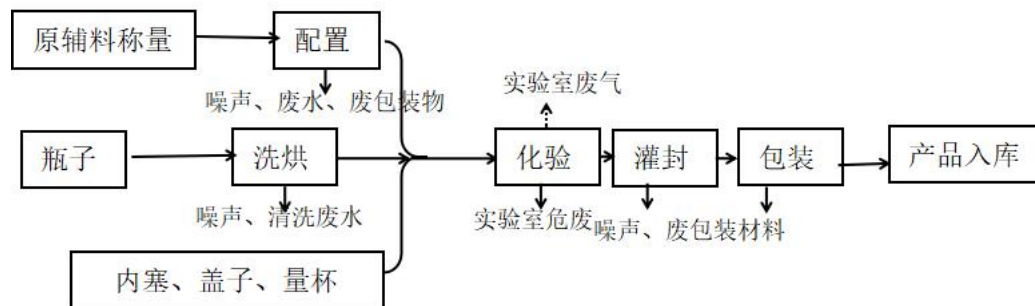 原辅料称量
配置
噪声、废水、废包装物
实验室废气
瓶子
洗烘
化验
灌封
包装
产品入库
噪声、清洗废水
实验室危废
噪声、废包装材料
内塞、盖子、量杯